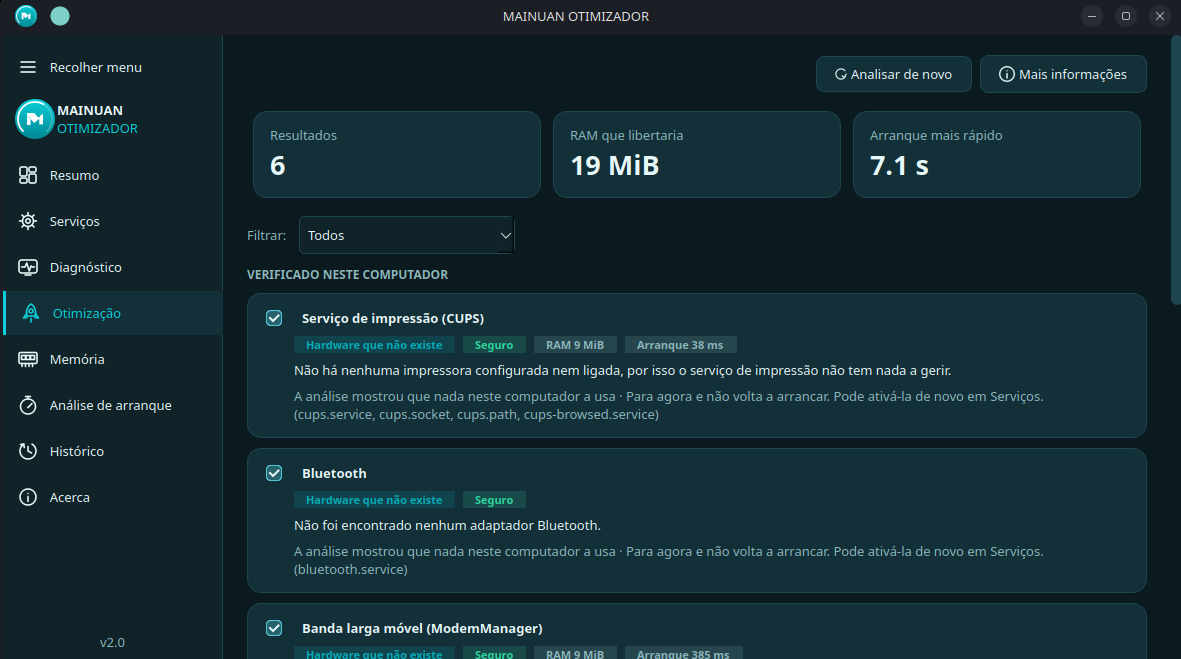 MAINUAN OTIMIZADOR
Recolher menu
MAINUAN
OTIMIZADOR
Resumo
Serviços
Diagnóstico
Otimização
Memória
Análise de arranque
Histórico
Acerca
v2.0
Analisar de novo
Mais informações
Resultados
6
RAM que libertaria
19 MiB
Arranque mais rápido
7.1 s
Filtrar:
Todos
VERIFICADO NESTE COMPUTADOR
Serviço de impressão (CUPS)
Hardware que não existe Seguro RAM 9 MiB Arranque 38 ms
Não há nenhuma impressora configurada nem ligada, por isso o serviço de impressão não tem nada a gerir.
A análise mostrou que nada neste computador a usa · Para agora e não volta a arrancar. Pode ativá-la de novo em Serviços.
(cups.service, cups.socket, cups.path, cups-browsed.service)
Bluetooth
Hardware que não existe Seguro
Não foi encontrado nenhum adaptador Bluetooth.
A análise mostrou que nada neste computador a usa · Para agora e não volta a arrancar. Pode ativá-la de novo em Serviços.
(bluetooth.service)
Banda larga móvel (ModemManager)
Hardware que não existe Seguro RAM 9 MiB Arranque 385 ms